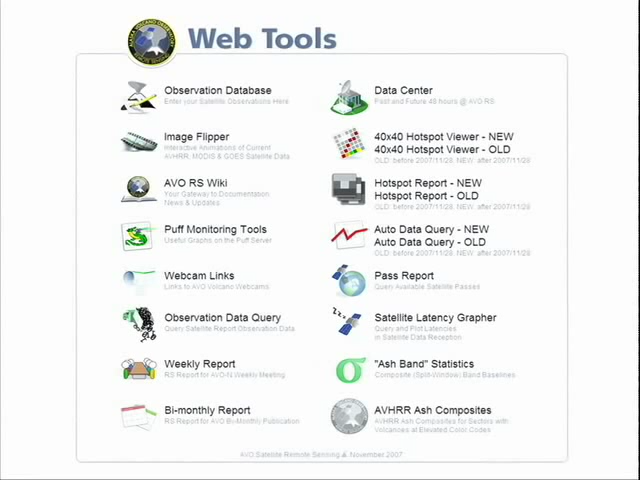 Web Tools
Observation Database
Enter your Satellite Observations Here
Image Flipper
Interactive Animations of Current
AVHRR, MODIS & GOES Satellite Data
AVO RS Wiki
Your Gateway to Documentation,
News & Updates
Puff Monitoring Tools
Useful Graphs on the Puff Server
Webcam Links
Links to AVO Volcano Webcams
Observation Data Query
Query Satellite Report Observation Data
Weekly Report
RS Report for AVO-N Weekly Meeting
Bi-monthly Report
RS Report for AVO Bi-Monthly Publication
Data Center
Past and Future 48 hours @ AVO RS
40x40 Hotspot Viewer - NEW
40x40 Hotspot Viewer - OLD
OLD: before 2007/11/28, NEW: after 2007/11/28
Hotspot Report - NEW
Hotspot Report - OLD
OLD: before 2007/11/28, NEW: after 2007/11/28
Auto Data Query - NEW
Auto Data Query - OLD
OLD: before 2007/11/28, NEW: after 2007/11/28
Pass Report
Query Available Satellite Passes
Satellite Latency Grapher
Query and Plot Latencies
in Satellite Data Reception
"Ash Band" Statistics
Composite (Split-Window) Band Baselines
AVHRR Ash Composites
AVHRR Ash Composites for Sectors with
Volcanoes at Elevated Color Codes
AVO Satellite Remote Sensing November 2007